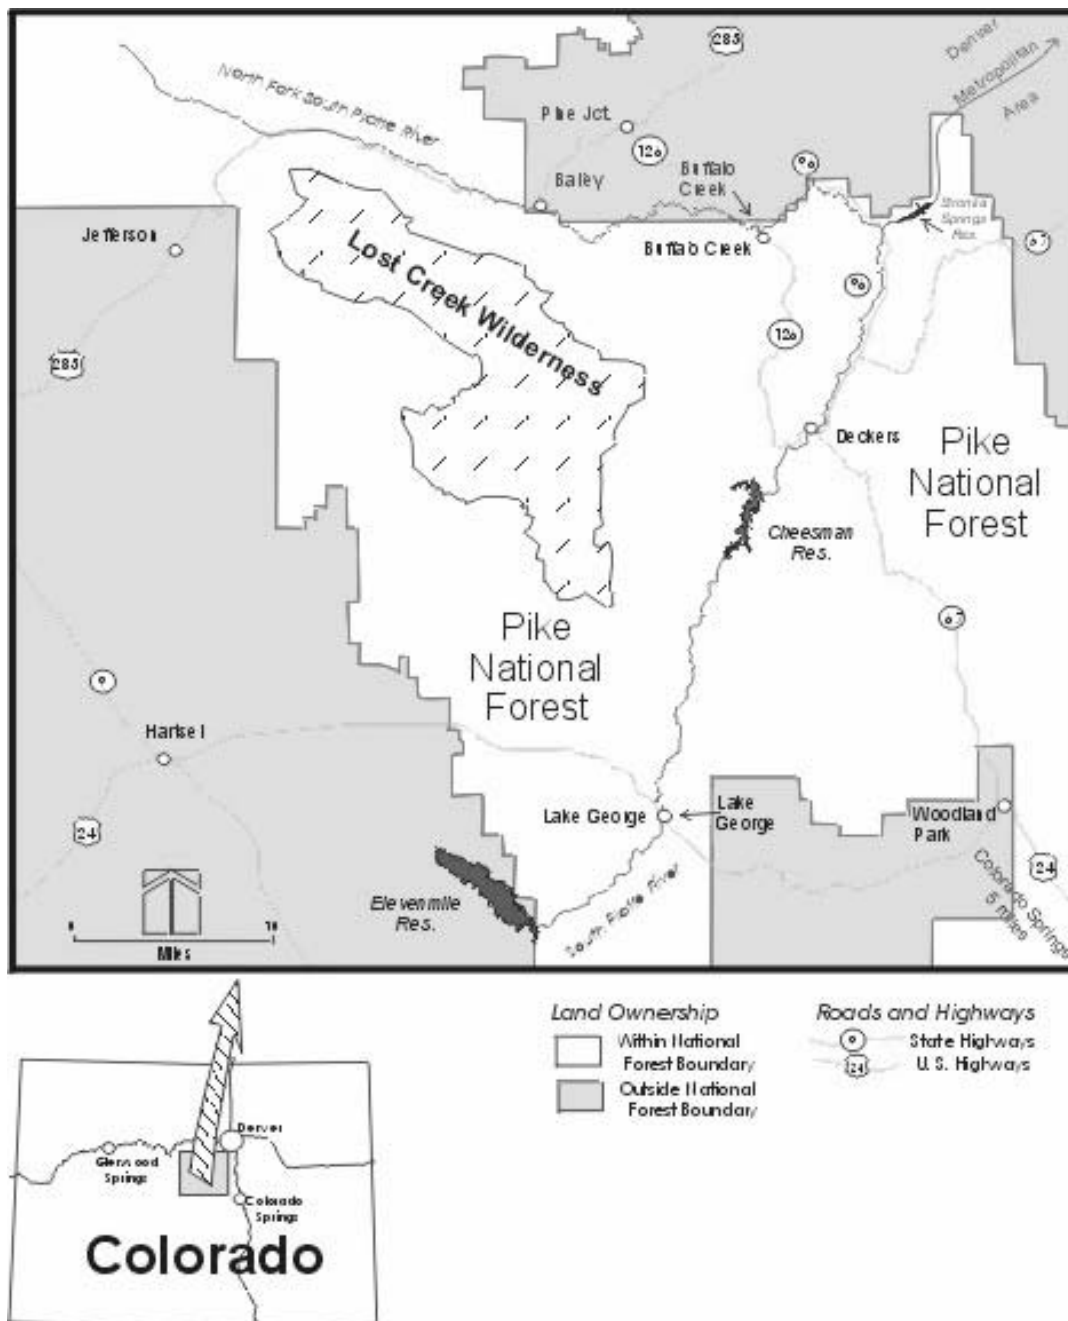 285
Denver
Metropolitan
Area
North Fork South Platte River
Pine Jct.
126
Bailey
Buffalo
Creek
96
Strontia
Springs
Res.
67
Jefferson
Buffalo Creek
96
285
126
Lost Creek Wilderness
Deckers
Pike
National
Forest
Cheesman
Res.
Pike
National
Forest
67
9
Hartsel
24
Lake George
Lake
George
Woodland
Park
24
Elevenmile
Res.
South Platte River
Colorado Springs
5 miles
0 10
Miles
Land Ownership
Within National
Forest Boundary
Outside National
Forest Boundary
Roads and Highways
9 State Highways
24 U.S. Highways
Denver
Glenwood
Springs
Colorado
Springs
Colorado